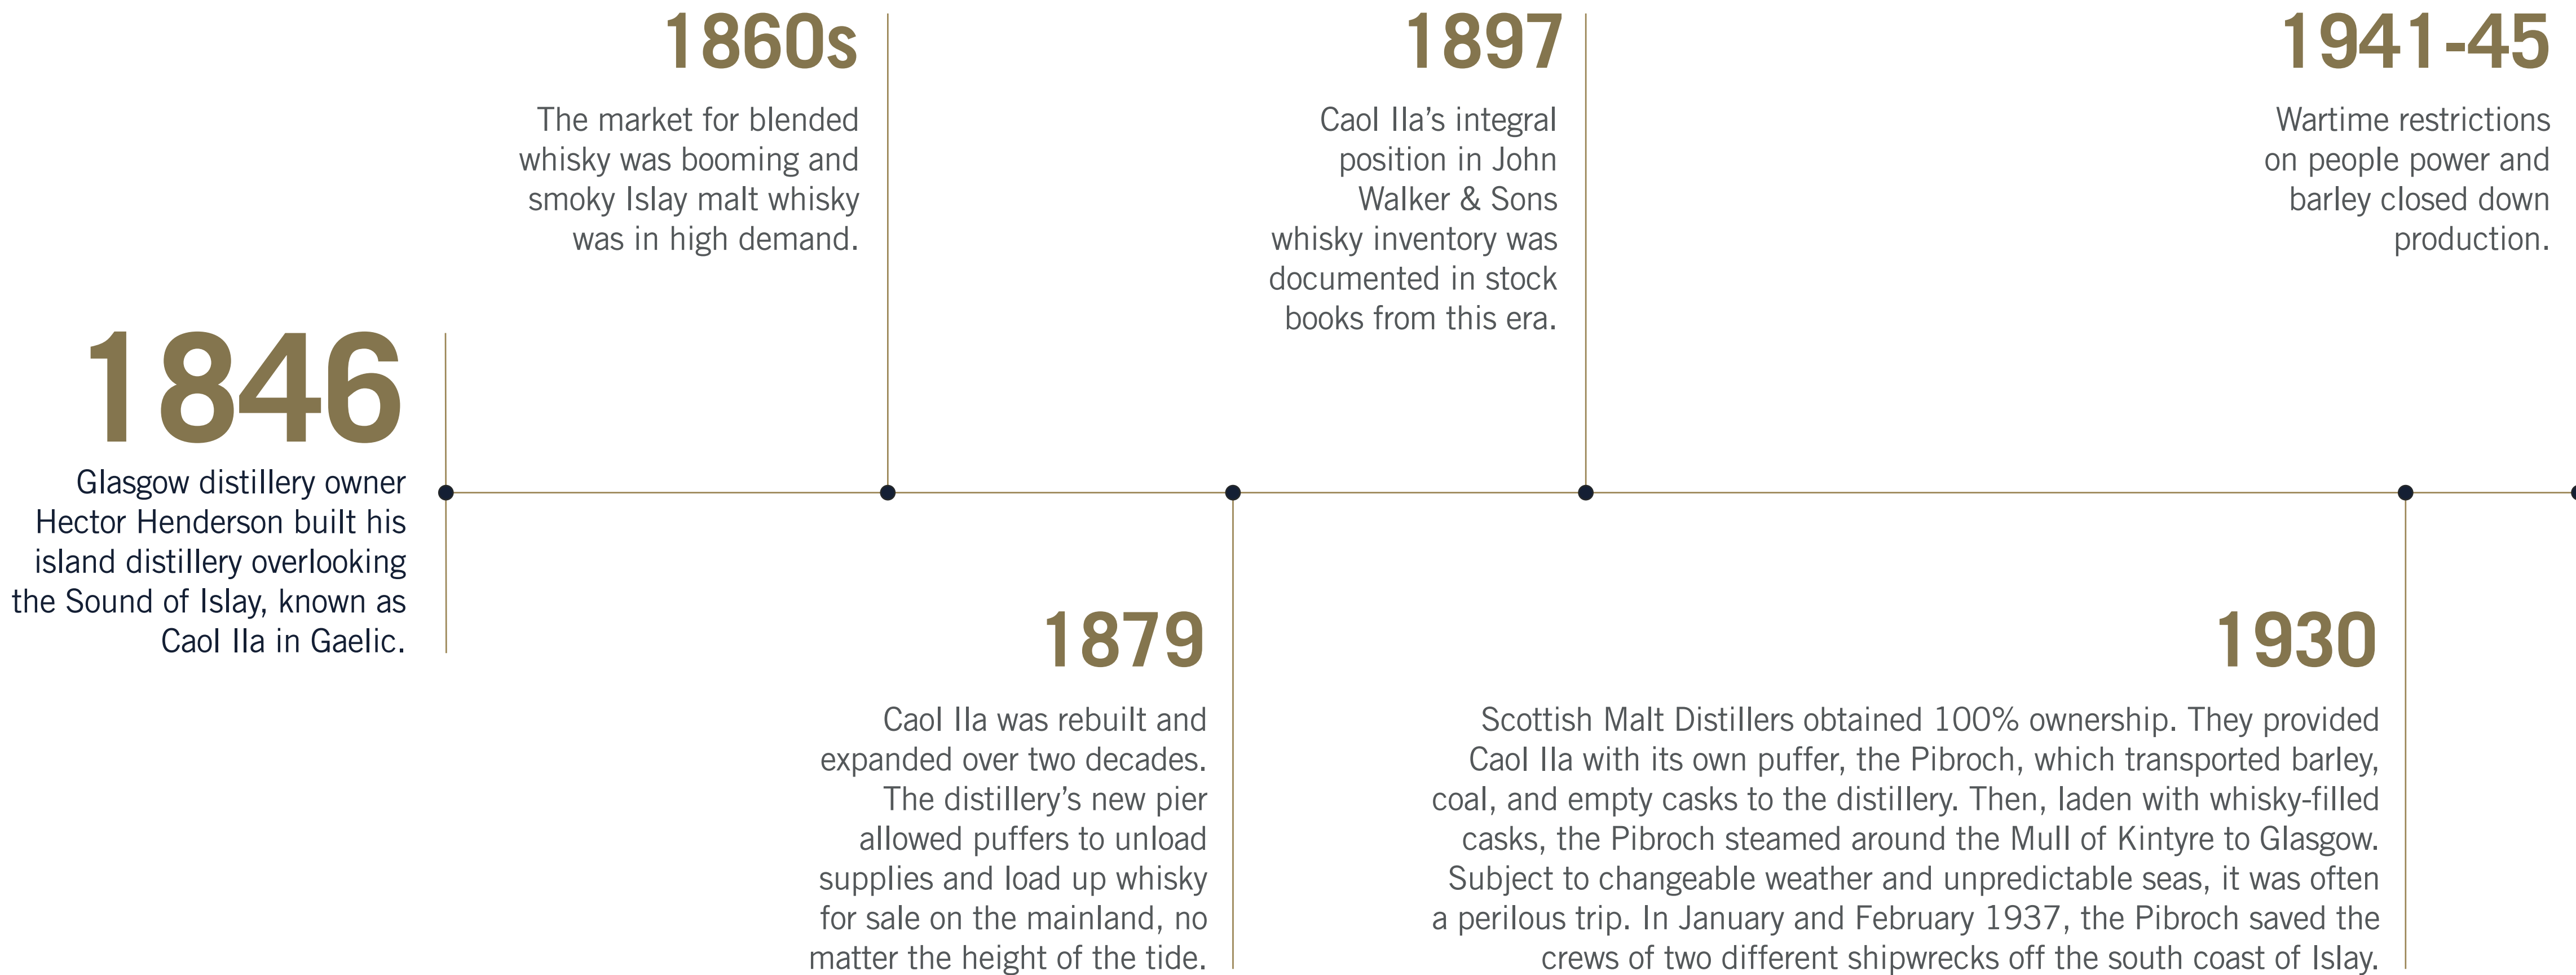 1846
Glasgow distillery owner
Hector Henderson built his
island distillery overlooking
the Sound of Islay, known as
Caol Ila in Gaelic.
1860s
The market for blended
whisky was booming and
smoky Islay malt whisky
was in high demand.
1879
Caol Ila was rebuilt and
expanded over two decades.
The distillery’s new pier
allowed puffers to unload
supplies and load up whisky
for sale on the mainland, no
matter the height of the tide.
1897
Caol Ila’s integral
position in John
Walker & Sons
whisky inventory was
documented in stock
books from this era.
1930
Scottish Malt Distillers obtained 100% ownership. They provided
Caol Ila with its own puffer, the Pibroch, which transported barley,
coal, and empty casks to the distillery. Then, laden with whisky-filled
casks, the Pibroch steamed around the Mull of Kintyre to Glasgow.
Subject to changeable weather and unpredictable seas, it was often
a perilous trip. In January and February 1937, the Pibroch saved the
crews of two different shipwrecks off the south coast of Islay.
1941-45
Wartime restrictions
on people power and
barley closed down
production.